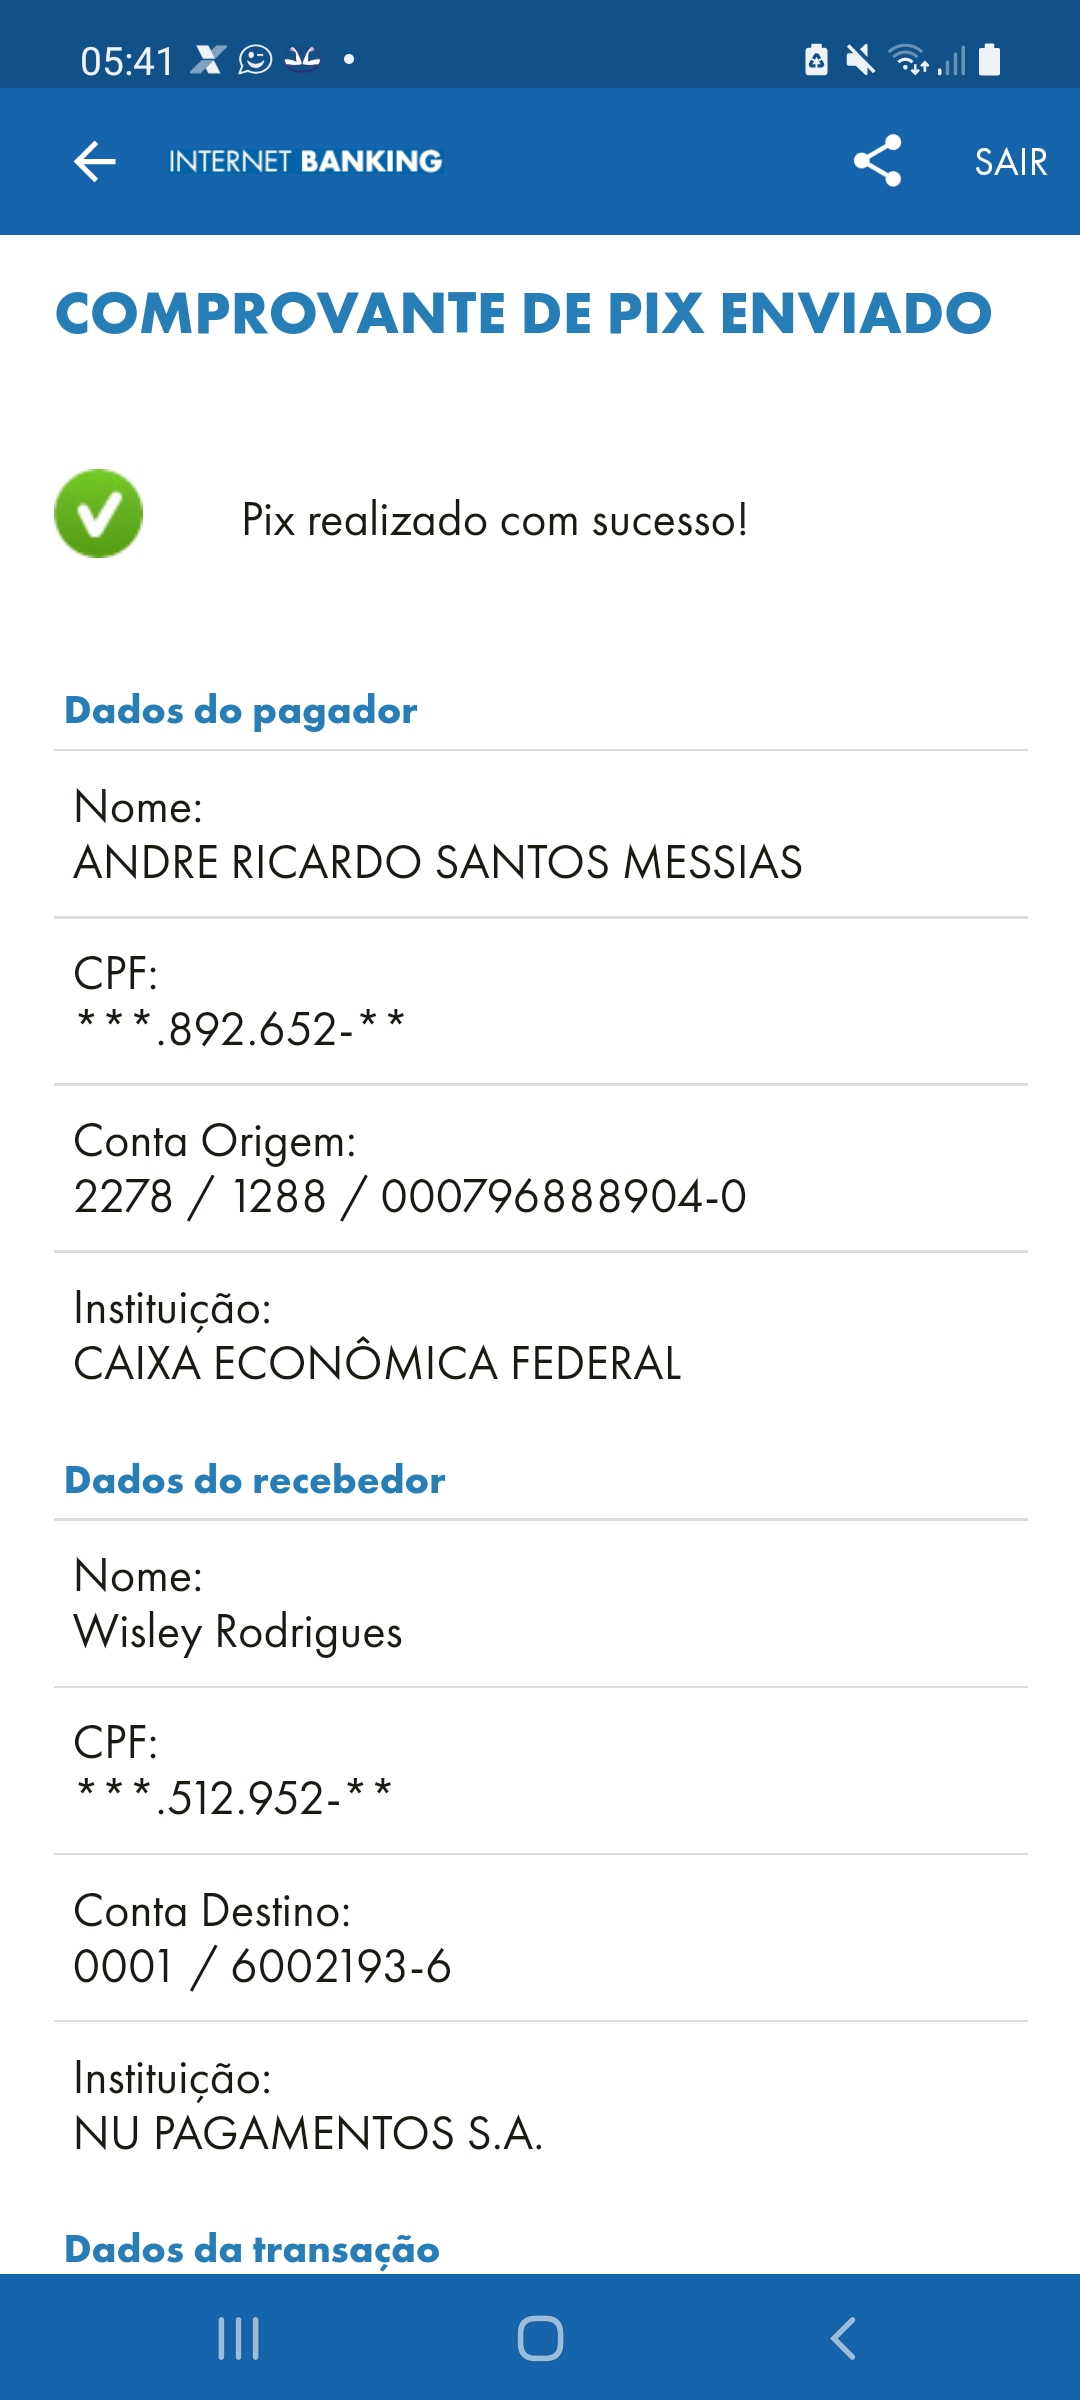 05:41
INTERNET BANKING
SAIR
COMPROVANTE DE PIX ENVIADO
Pix realizado com sucesso!
Dados do pagador
Nome:
ANDRE RICARDO SANTOS MESSIAS
CPF:
***.892.652-**
Conta Origem:
2278 / 1288 / 000796888904-0
Instituição:
CAIXA ECONÔMICA FEDERAL
Dados do recebedor
Nome:
Wisley Rodrigues
CPF:
***.512.952-**
Conta Destino:
0001 / 6002193-6
Instituição:
NU PAGAMENTOS S.A.
Dados da transação